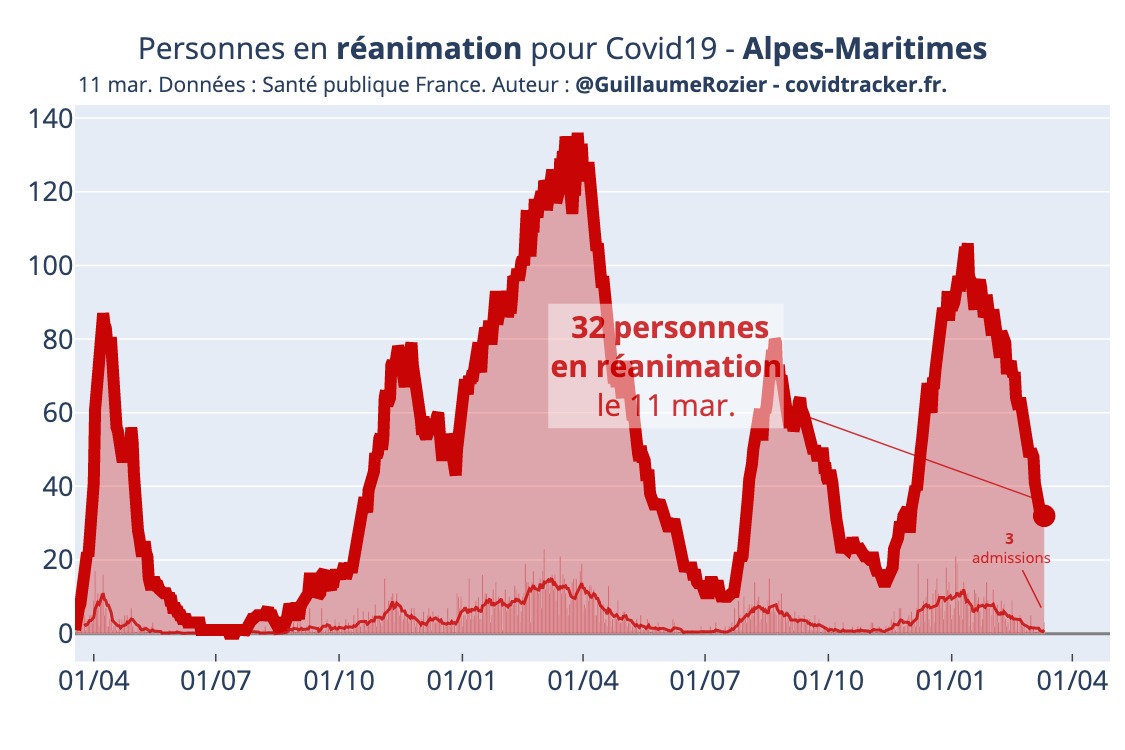 Personnes en réanimation pour Covid19 - Alpes-Maritimes
11 mar. Données : Santé publique France. Auteur : @GuillaumeRozier - covidtracker.fr.
140
120
100
80
60
40
20
0
32 personnes
en réanimation
le 11 mar.
3
admissions
01/04 01/07 01/10 01/01 01/04 01/07 01/10 01/01 01/04